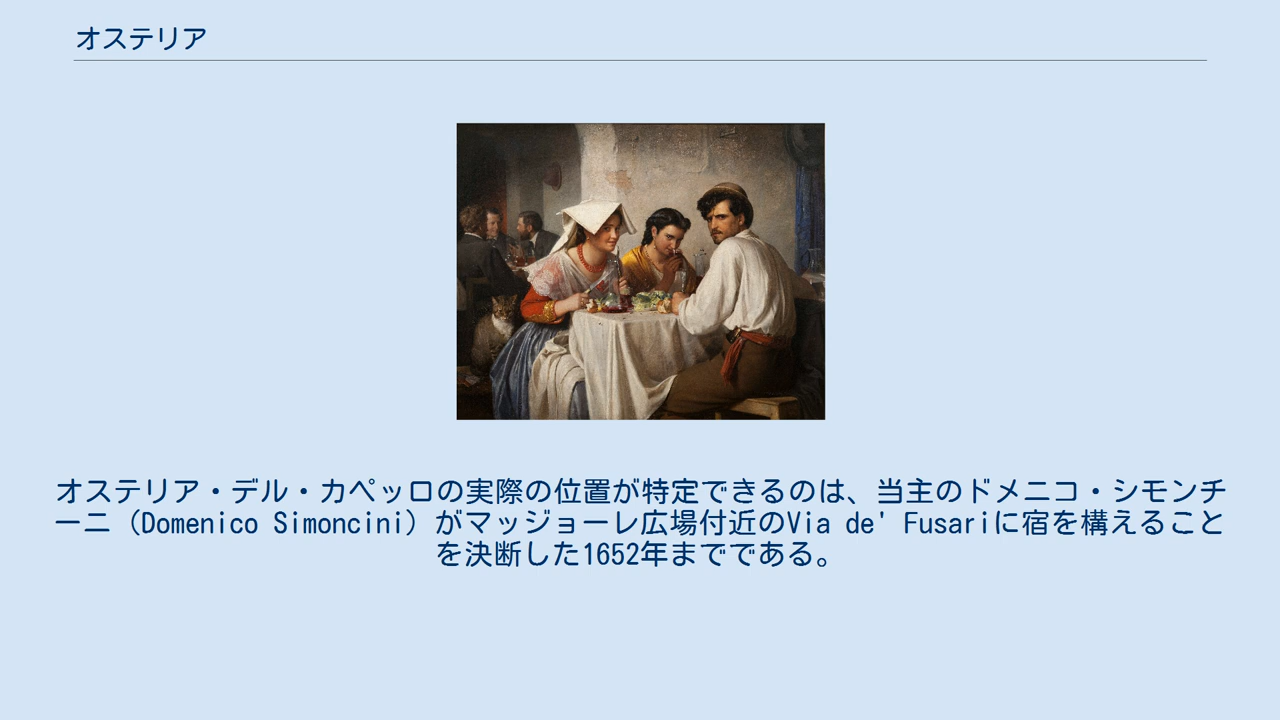 オステリア
オステリア・デル・カペッロの実際の位置が特定できるのは、当主のドメニコ・シモンチ
ーニ（Domenico Simoncini）がマッジョーレ広場付近のVia de' Fusariに宿を構えること
を決断した1652年までである。